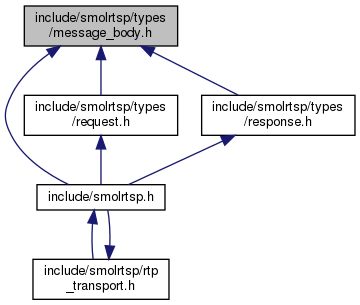 include/smolrtsp/types
/message_body.h
include/smolrtsp/types
/request.h
include/smolrtsp/types
/response.h
include/smolrtsp.h
include/smolrtsp/rtp
_transport.h